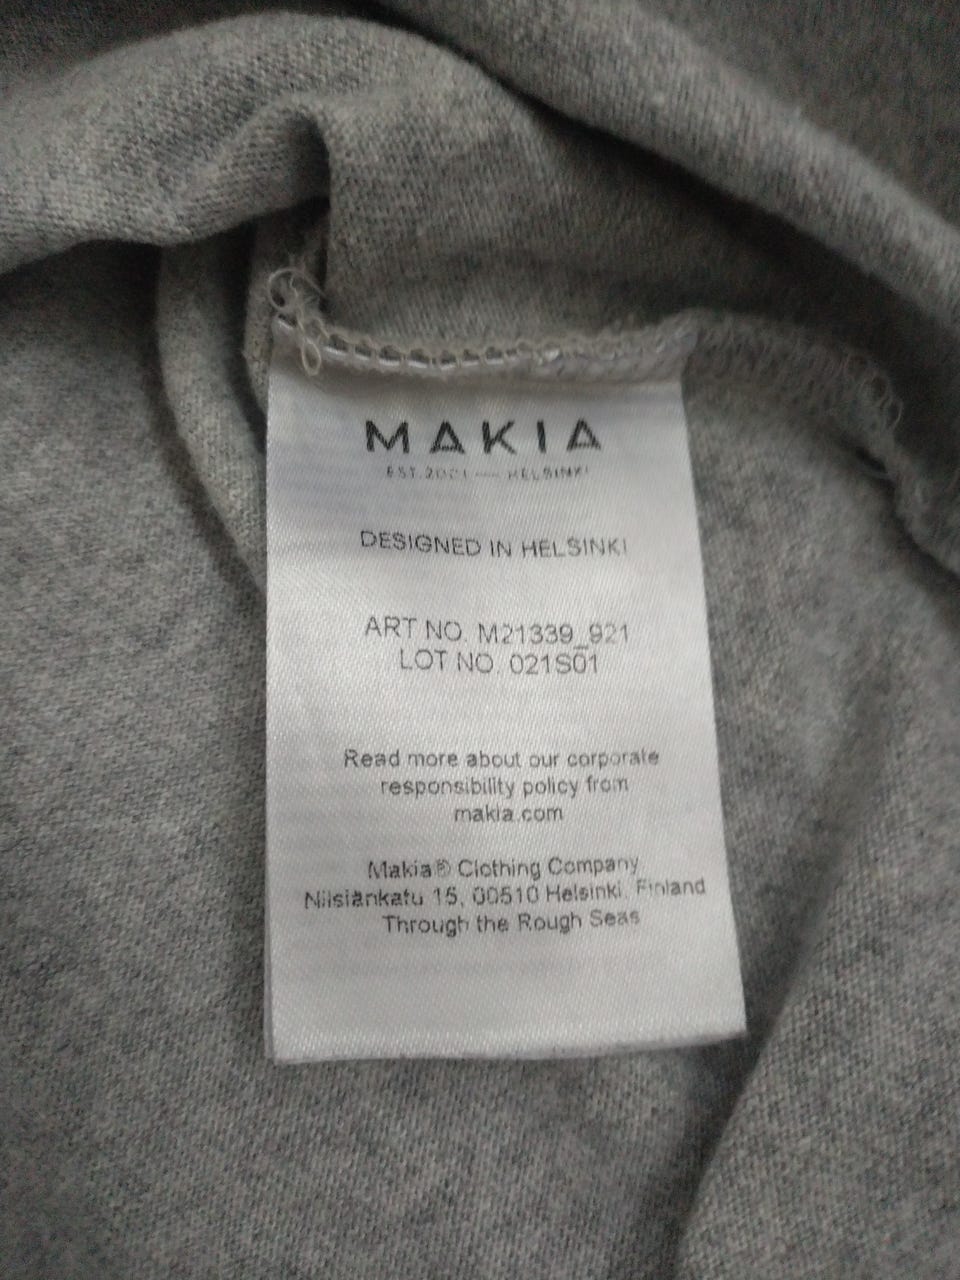 MAKIA
EST. 2001 — HELSINKI
DESIGNED IN HELSINKI
ART NO. M21339_921
LOT NO. 021S01
Read more about our corporate
responsibility policy from
makia.com
Makia® Clothing Company
Nilsiänkatu 15, 00510 Helsinki, Finland
Through the Rough Seas